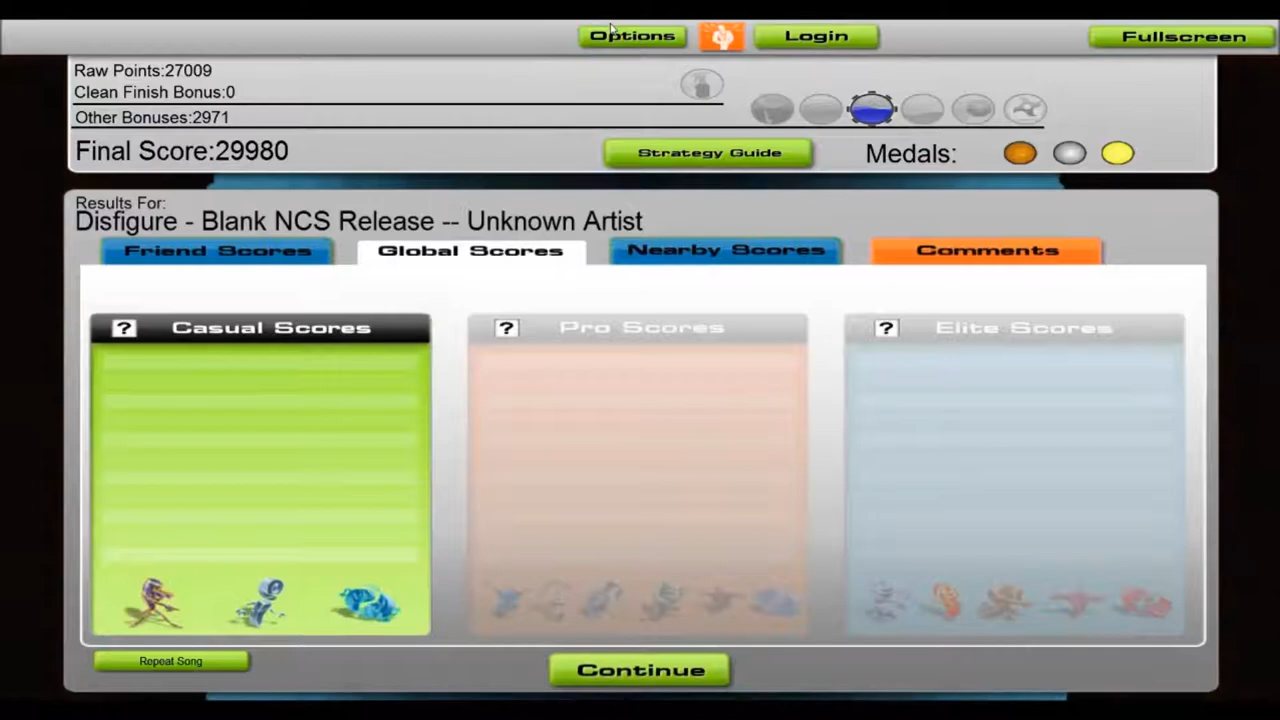 Options
Login
Fullscreen
Raw Points:27009
Clean Finish Bonus:0
Other Bonuses:2971
Final Score:29980
Strategy Guide
Medals:
Results For:
Disfigure - Blank NCS Release -- Unknown Artist
Friend Scores
Global Scores
Nearby Scores
Comments
? Casual Scores
? Pro Scores
? Elite Scores
Repeat Song
Continue